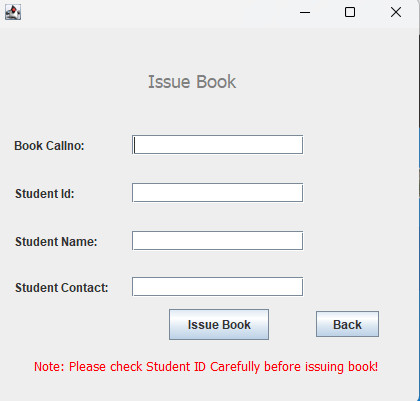 Issue Book
Book Callno:
Student Id:
Student Name:
Student Contact:
Issue Book Back
Note: Please check Student ID Carefully before issuing book!